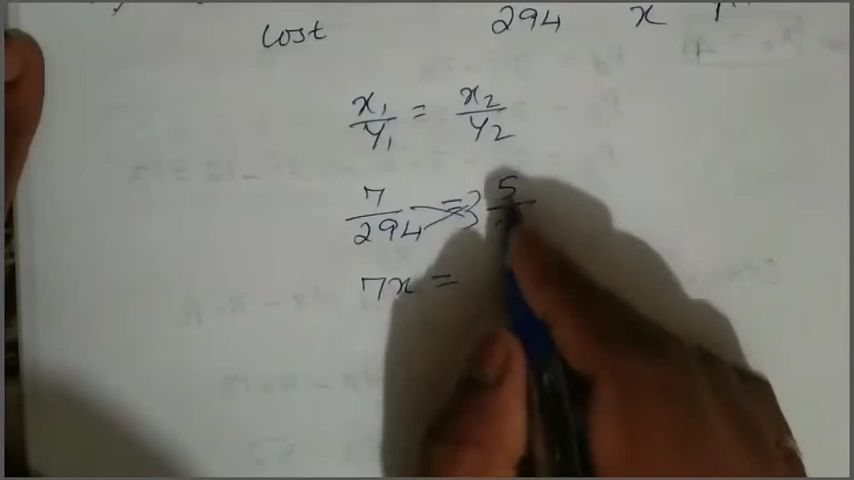 cost 294 x
x₁/y₁ = x₂/y₂
7/294 = 5/
7x =